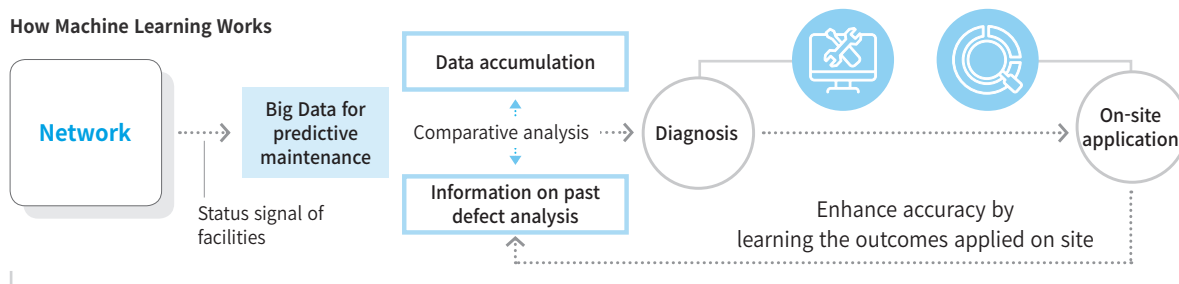 How Machine Learning Works
Network
Status signal of
facilities
Big Data for
predictive
maintenance
Data accumulation
Comparative analysis
Information on past
defect analysis
Diagnosis
On-site
application
Enhance accuracy by
learning the outcomes applied on site